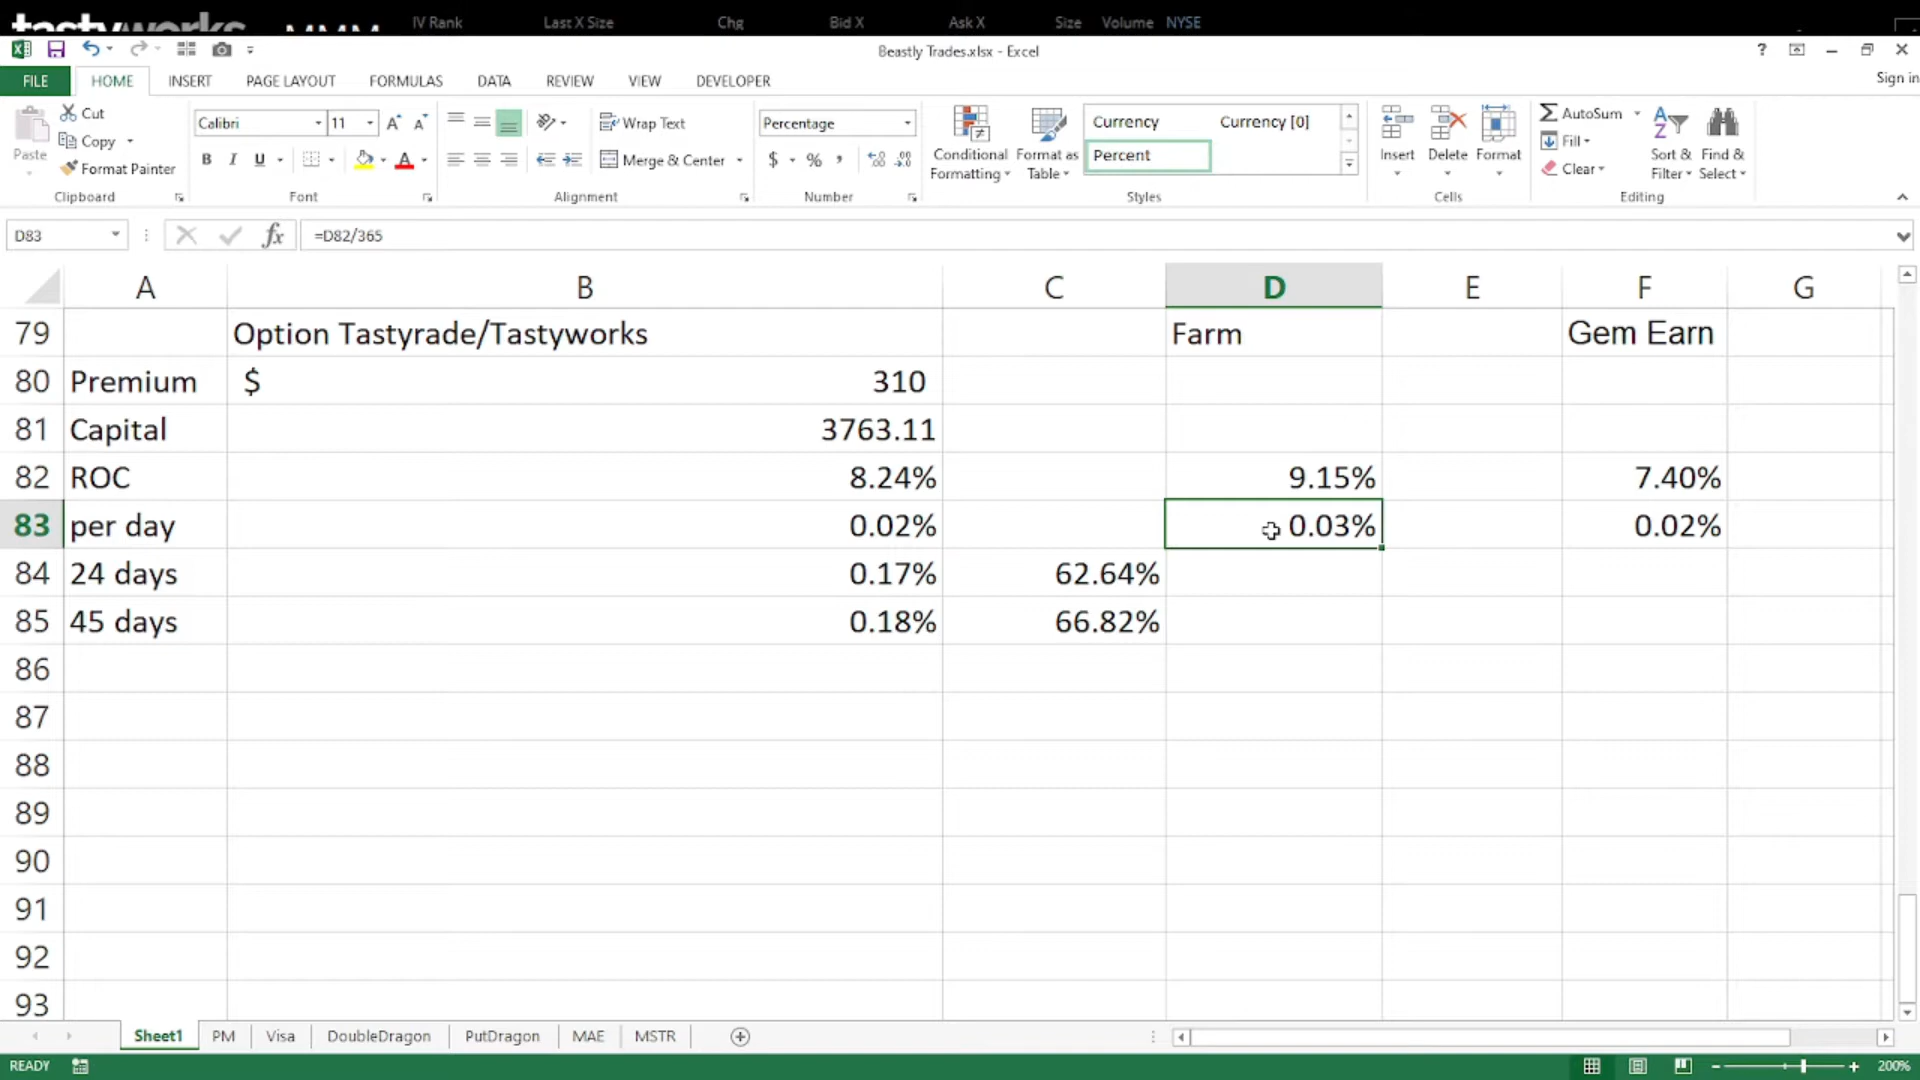 tastyworks
IV Rank Last X Size Chg Bid X Ask X Size Volume NYSE
Beastly Trades.xlsx - Excel
?
FILE HOME INSERT PAGE LAYOUT FORMULAS DATA REVIEW VIEW DEVELOPER
Sign in
Paste
Cut
Copy
Format Painter
Clipboard
Calibri 11
B I U
Font
Wrap Text
Merge & Center
Alignment
Percentage
$ % ,
Number
Conditional Formatting
Format as Table
Currency Currency [0]
Percent
Styles
Insert Delete Format
Cells
AutoSum
Fill
Clear
Sort & Filter
Find & Select
Editing
D83 fx =D82/365
A B C D E F G
79 Option Tastyrade/Tastyworks Farm Gem Earn
80 Premium $ 310
81 Capital 3763.11
82 ROC 8.24% 9.15% 7.40%
83 per day 0.02% 0.03% 0.02%
84 24 days 0.17% 62.64%
85 45 days 0.18% 66.82%
86
87
88
89
90
91
92
93
Sheet1 PM Visa DoubleDragon PutDragon MAE MSTR
READY 200%